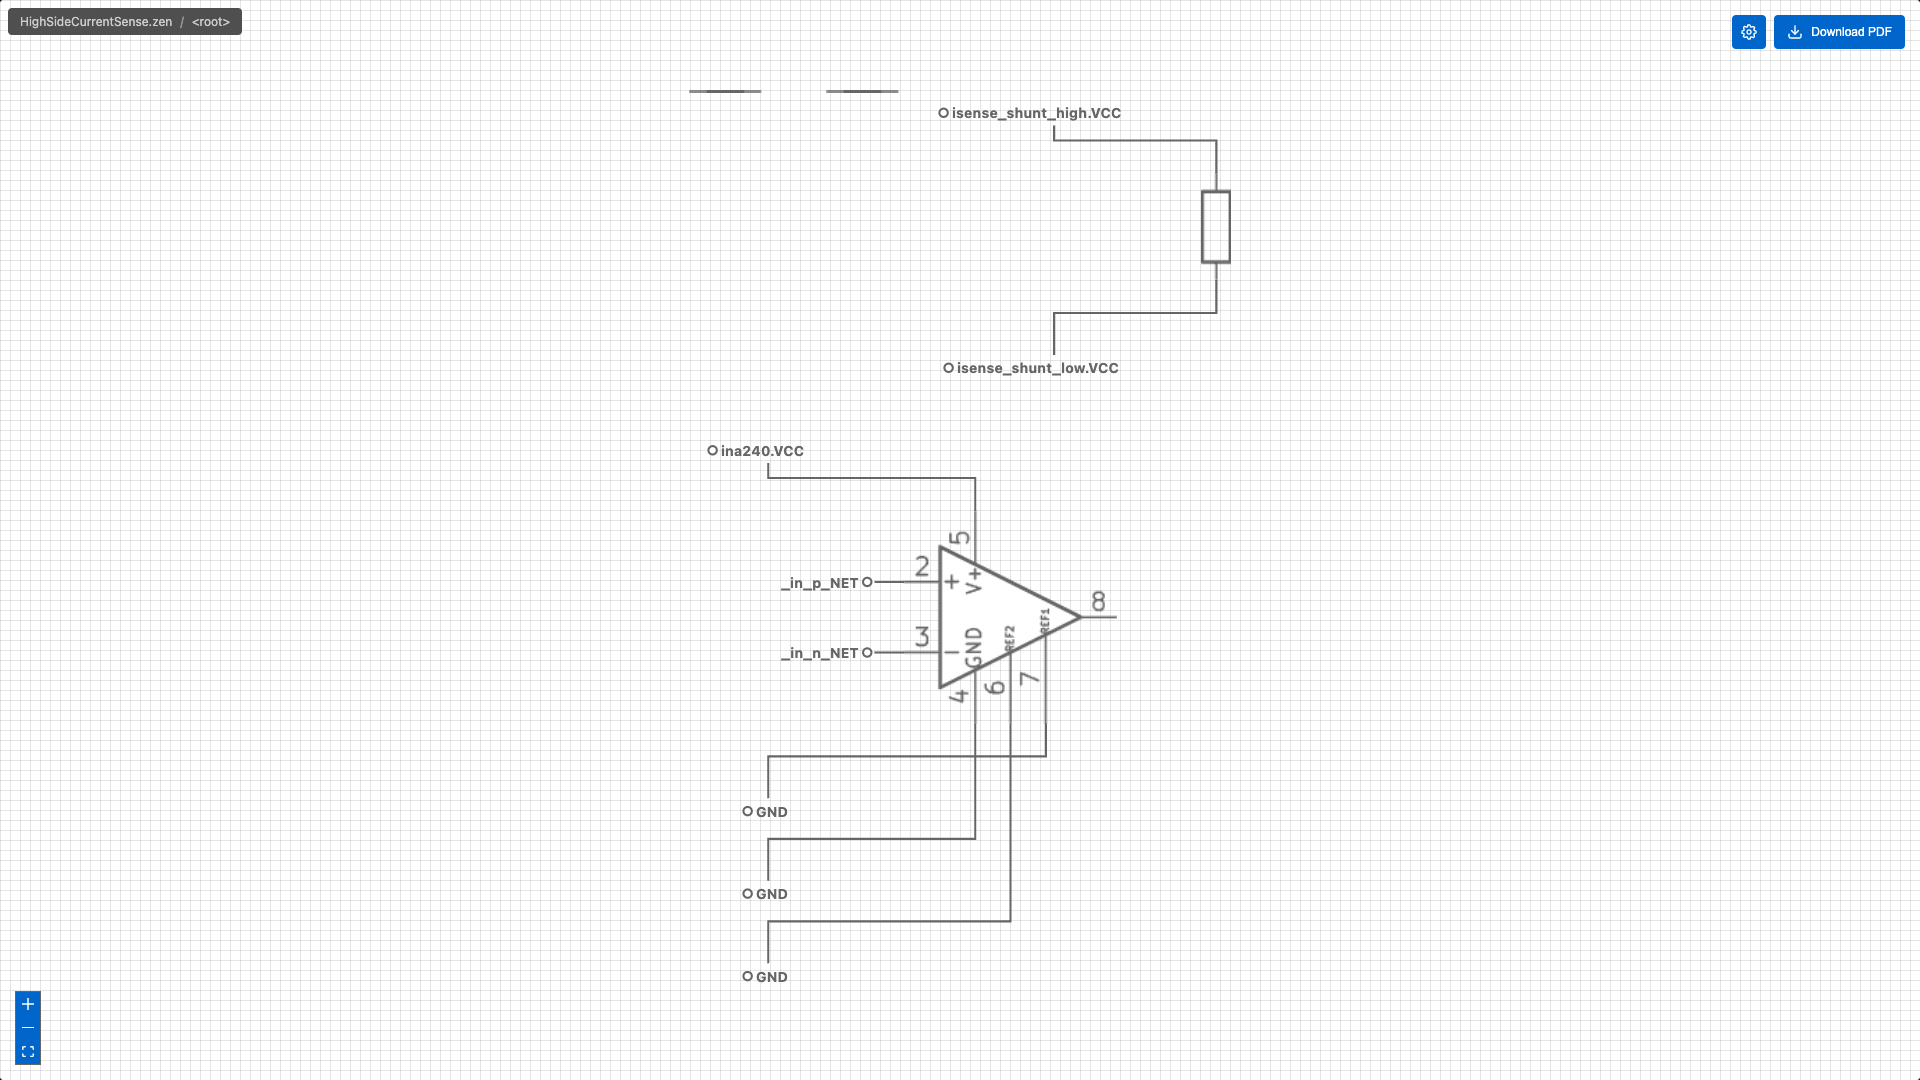 HighSideCurrentSense.zen / <root>
Download PDF
isense_shunt_high.VCC
isense_shunt_low.VCC
ina240.VCC
5
2
+
V+
_in_p_NET
8
REF1
3
_in_n_NET
−
GND
REF2
4
6
7
GND
GND
GND